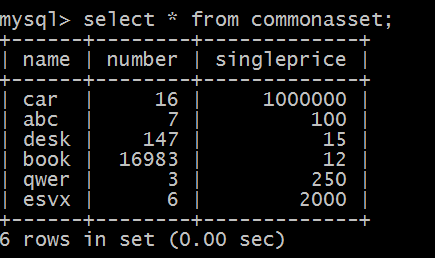 mysql> select * from commonasset;
+------+--------+-------------+
| name | number | singleprice |
+------+--------+-------------+
| car  |     16 |     1000000 |
| abc  |      7 |         100 |
| desk |    147 |          15 |
| book |  16983 |          12 |
| qwer |      3 |         250 |
| esvx |      6 |        2000 |
+------+--------+-------------+
6 rows in set (0.00 sec)